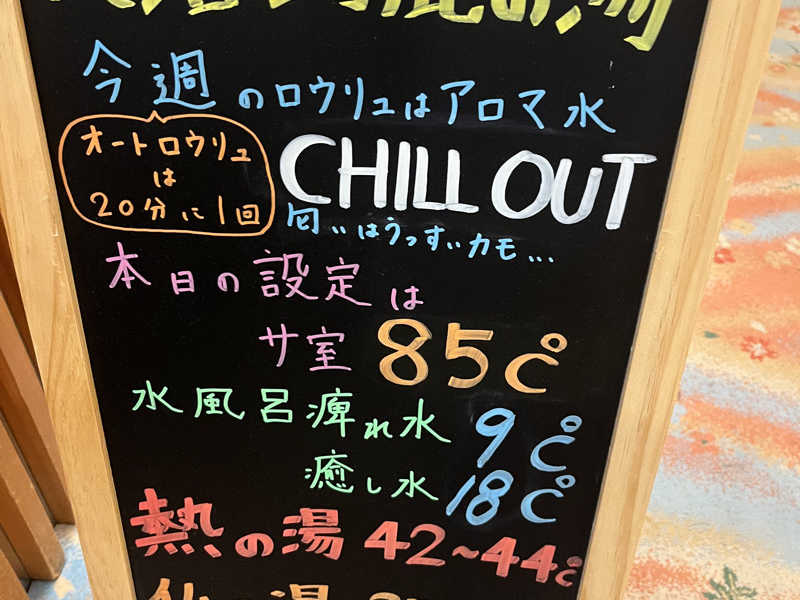 今週のロウリュはアロマ水
オートロウリュ
は
20分に1回
CHILL OUT
匂いはうっすいカモ...
本日の設定は
サ室 85℃
水風呂痺れ水 9℃
癒し水 18℃
熱の湯 42~44℃